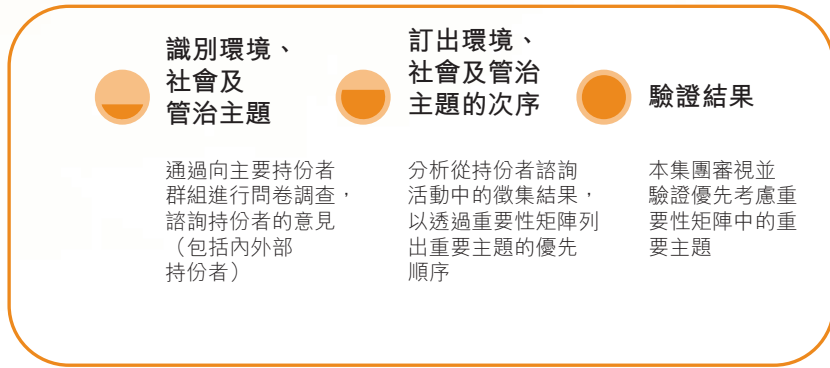 識別環境、
社會及
管治主題
通過向主要持份者
群組進行問卷調查，
諮詢持份者的意見
（包括內外部
持份者）
訂出環境、
社會及管治
主題的次序
分析從持份者諮詢
活動中的徵集結果，
以透過重要性矩陣列
出重要主題的優先
順序
驗證結果
本集團審視並
驗證優先考慮重
要性矩陣中的重
要主題